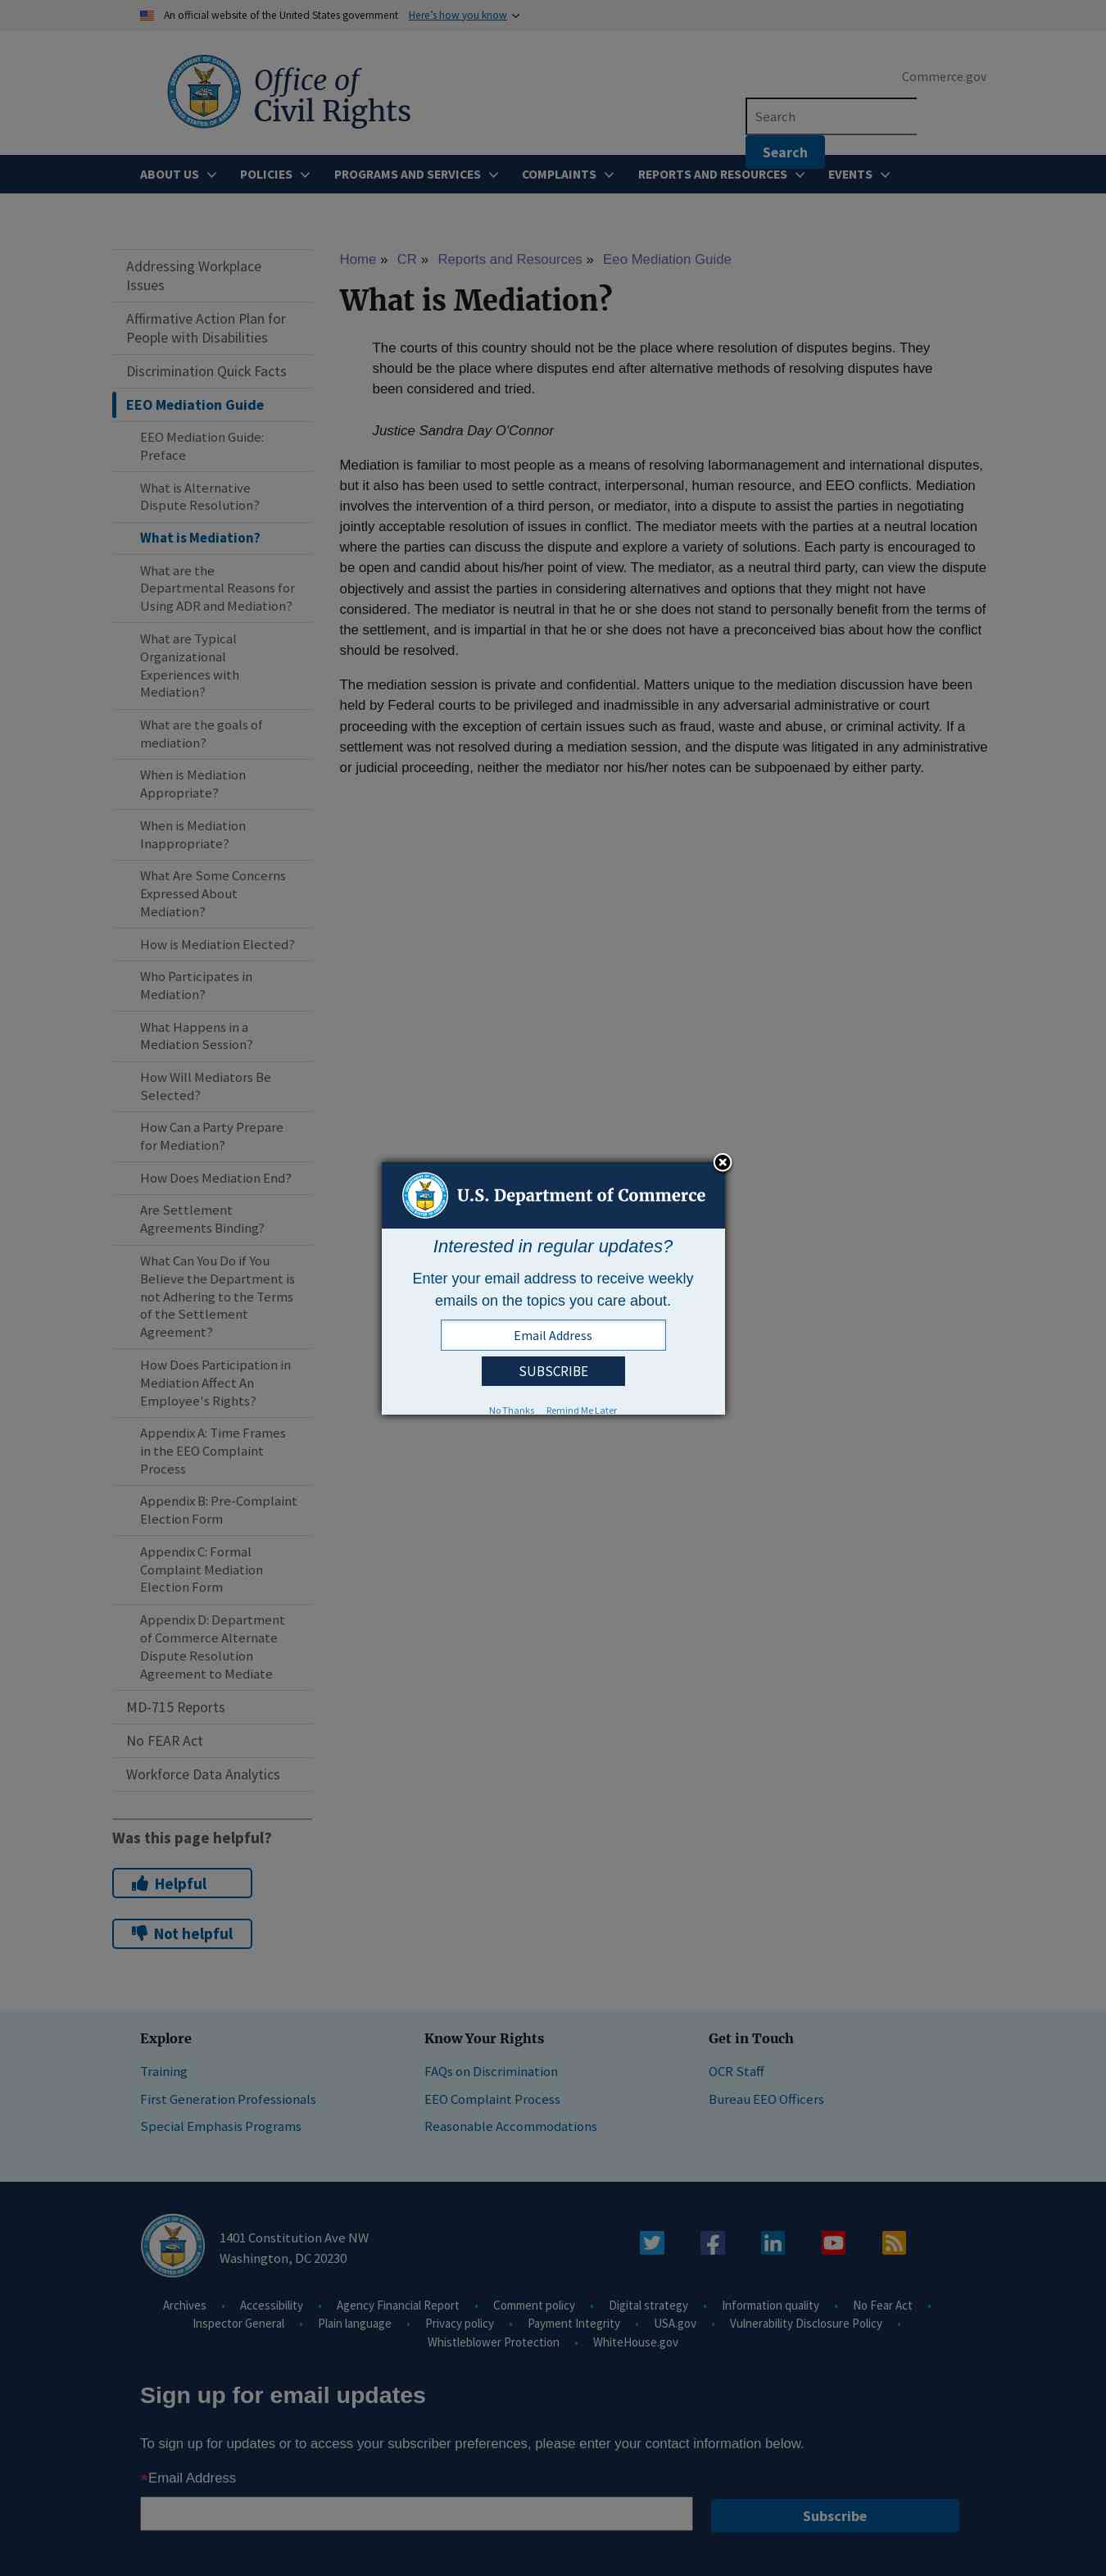 An official website of the United States government Here's how you know
Office of
Civil Rights
Commerce.gov
Search
Search
ABOUT US POLICIES PROGRAMS AND SERVICES COMPLAINTS REPORTS AND RESOURCES EVENTS
Addressing Workplace
Issues
Affirmative Action Plan for
People with Disabilities
Discrimination Quick Facts
EEO Mediation Guide
EEO Mediation Guide:
Preface
What is Alternative
Dispute Resolution?
What is Mediation?
What are the
Departmental Reasons for
Using ADR and Mediation?
What are Typical
Organizational
Experiences with
Mediation?
What are the goals of
mediation?
When is Mediation
Appropriate?
When is Mediation
Inappropriate?
What Are Some Concerns
Expressed About
Mediation?
How is Mediation Elected?
Who Participates in
Mediation?
What Happens in a
Mediation Session?
How Will Mediators Be
Selected?
How Can a Party Prepare
for Mediation?
How Does Mediation End?
Are Settlement
Agreements Binding?
What Can You Do if You
Believe the Department is
not Adhering to the Terms
of the Settlement
Agreement?
How Does Participation in
Mediation Affect An
Employee's Rights?
Appendix A: Time Frames
in the EEO Complaint
Process
Appendix B: Pre-Complaint
Election Form
Appendix C: Formal
Complaint Mediation
Election Form
Appendix D: Department
of Commerce Alternate
Dispute Resolution
Agreement to Mediate
MD-715 Reports
No FEAR Act
Workforce Data Analytics
Was this page helpful?
Helpful
Not helpful
Home » CR » Reports and Resources » Eeo Mediation Guide
What is Mediation?
The courts of this country should not be the place where resolution of disputes begins. They
should be the place where disputes end after alternative methods of resolving disputes have
been considered and tried.
Justice Sandra Day O'Connor
Mediation is familiar to most people as a means of resolving labormanagement and international disputes,
but it also has been used to settle contract, interpersonal, human resource, and EEO conflicts. Mediation
involves the intervention of a third person, or mediator, into a dispute to assist the parties in negotiating
jointly acceptable resolution of issues in conflict. The mediator meets with the parties at a neutral location
where the parties can discuss the dispute and explore a variety of solutions. Each party is encouraged to
be open and candid about his/her point of view. The mediator, as a neutral third party, can view the dispute
objectively and assist the parties in considering alternatives and options that they might not have
considered. The mediator is neutral in that he or she does not stand to personally benefit from the terms of
the settlement, and is impartial in that he or she does not have a preconceived bias about how the conflict
should be resolved.
The mediation session is private and confidential. Matters unique to the mediation discussion have been
held by Federal courts to be privileged and inadmissible in any adversarial administrative or court
proceeding with the exception of certain issues such as fraud, waste and abuse, or criminal activity. If a
settlement was not resolved during a mediation session, and the dispute was litigated in any administrative
or judicial proceeding, neither the mediator nor his/her notes can be subpoenaed by either party.
U.S. Department of Commerce
Interested in regular updates?
Enter your email address to receive weekly
emails on the topics you care about.
Email Address
SUBSCRIBE
No Thanks Remind Me Later
Explore
Training
First Generation Professionals
Special Emphasis Programs
Know Your Rights
FAQs on Discrimination
EEO Complaint Process
Reasonable Accommodations
Get in Touch
OCR Staff
Bureau EEO Officers
1401 Constitution Ave NW
Washington, DC 20230
Archives • Accessibility • Agency Financial Report • Comment policy • Digital strategy • Information quality • No Fear Act •
Inspector General • Plain language • Privacy policy • Payment Integrity • USA.gov • Vulnerability Disclosure Policy •
Whistleblower Protection • WhiteHouse.gov
Sign up for email updates
To sign up for updates or to access your subscriber preferences, please enter your contact information below.
*Email Address
Subscribe